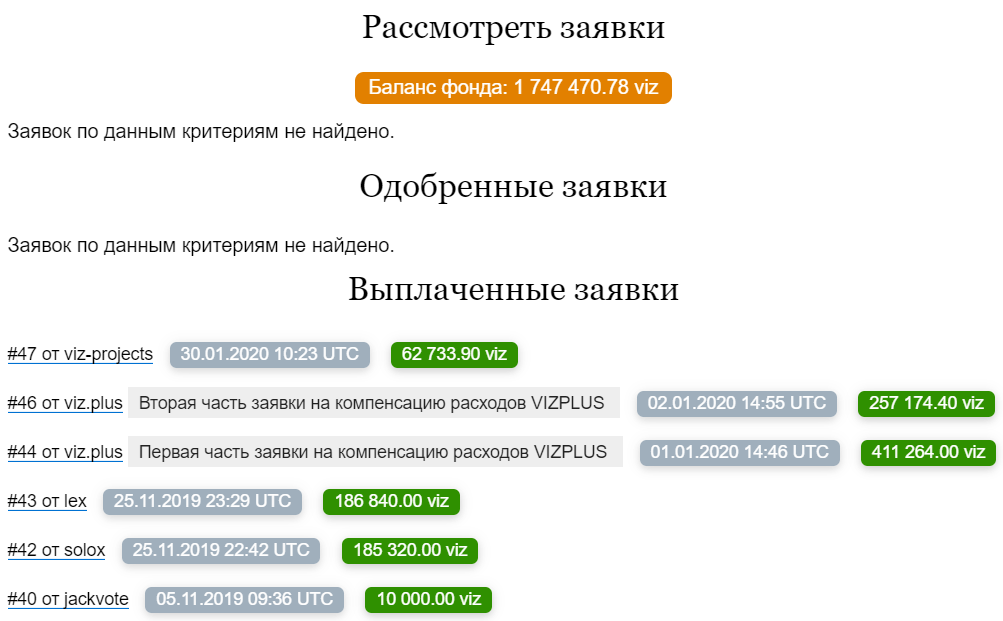 Рассмотреть заявки
Баланс фонда: 1 747 470.78 viz
Заявок по данным критериям не найдено.
Одобренные заявки
Заявок по данным критериям не найдено.
Выплаченные заявки
#47 от viz-projects 30.01.2020 10:23 UTC 62 733.90 viz
#46 от viz.plus Вторая часть заявки на компенсацию расходов VIZPLUS 02.01.2020 14:55 UTC 257 174.40 viz
#44 от viz.plus Первая часть заявки на компенсацию расходов VIZPLUS 01.01.2020 14:46 UTC 411 264.00 viz
#43 от lex 25.11.2019 23:29 UTC 186 840.00 viz
#42 от solox 25.11.2019 22:42 UTC 185 320.00 viz
#40 от jackvote 05.11.2019 09:36 UTC 10 000.00 viz